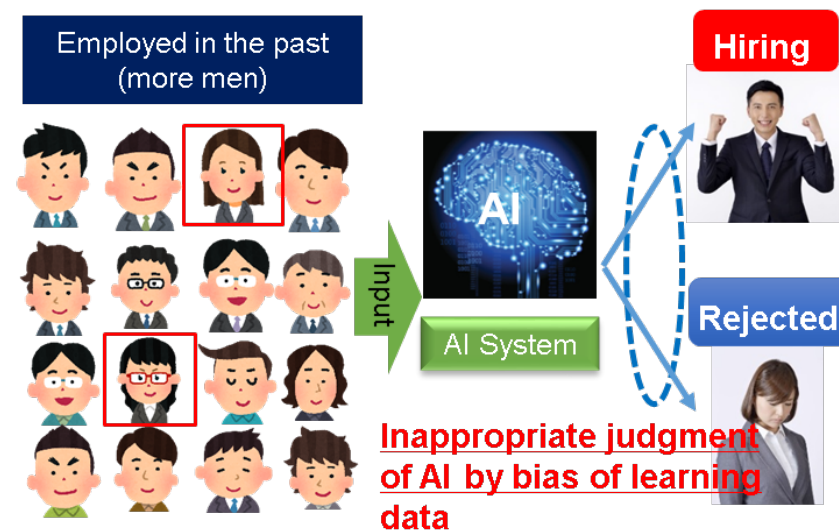 Employed in the past
(more men)
Input
AI
AI System
Hiring
Rejected
Inappropriate judgment
of AI by bias of learning
data